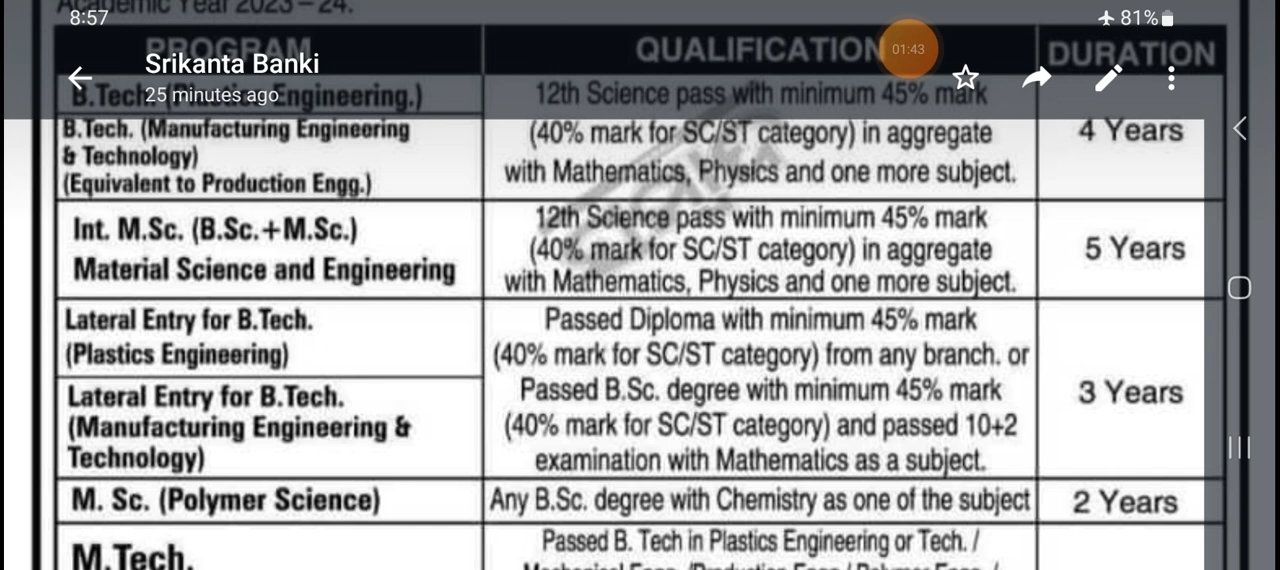 Academic Year 2023–24.
8:57
81%
PROGRAM
QUALIFICATION
01:43
DURATION
Srikanta Banki
25 minutes ago
B.Tech. Engineering.)
12th Science pass with minimum 45% mark
B.Tech. (Manufacturing Engineering
& Technology)
(Equivalent to Production Engg.)
(40% mark for SC/ST category) in aggregate
with Mathematics, Physics and one more subject.
4 Years
Int. M.Sc. (B.Sc.+M.Sc.)
Material Science and Engineering
12th Science pass with minimum 45% mark
(40% mark for SC/ST category) in aggregate
with Mathematics, Physics and one more subject.
5 Years
Lateral Entry for B.Tech.
(Plastics Engineering)
Lateral Entry for B.Tech.
(Manufacturing Engineering &
Technology)
Passed Diploma with minimum 45% mark
(40% mark for SC/ST category) from any branch. or
Passed B.Sc. degree with minimum 45% mark
(40% mark for SC/ST category) and passed 10+2
examination with Mathematics as a subject.
3 Years
M. Sc. (Polymer Science)
Any B.Sc. degree with Chemistry as one of the subject
2 Years
M.Tech.
Passed B. Tech in Plastics Engineering or Tech. /